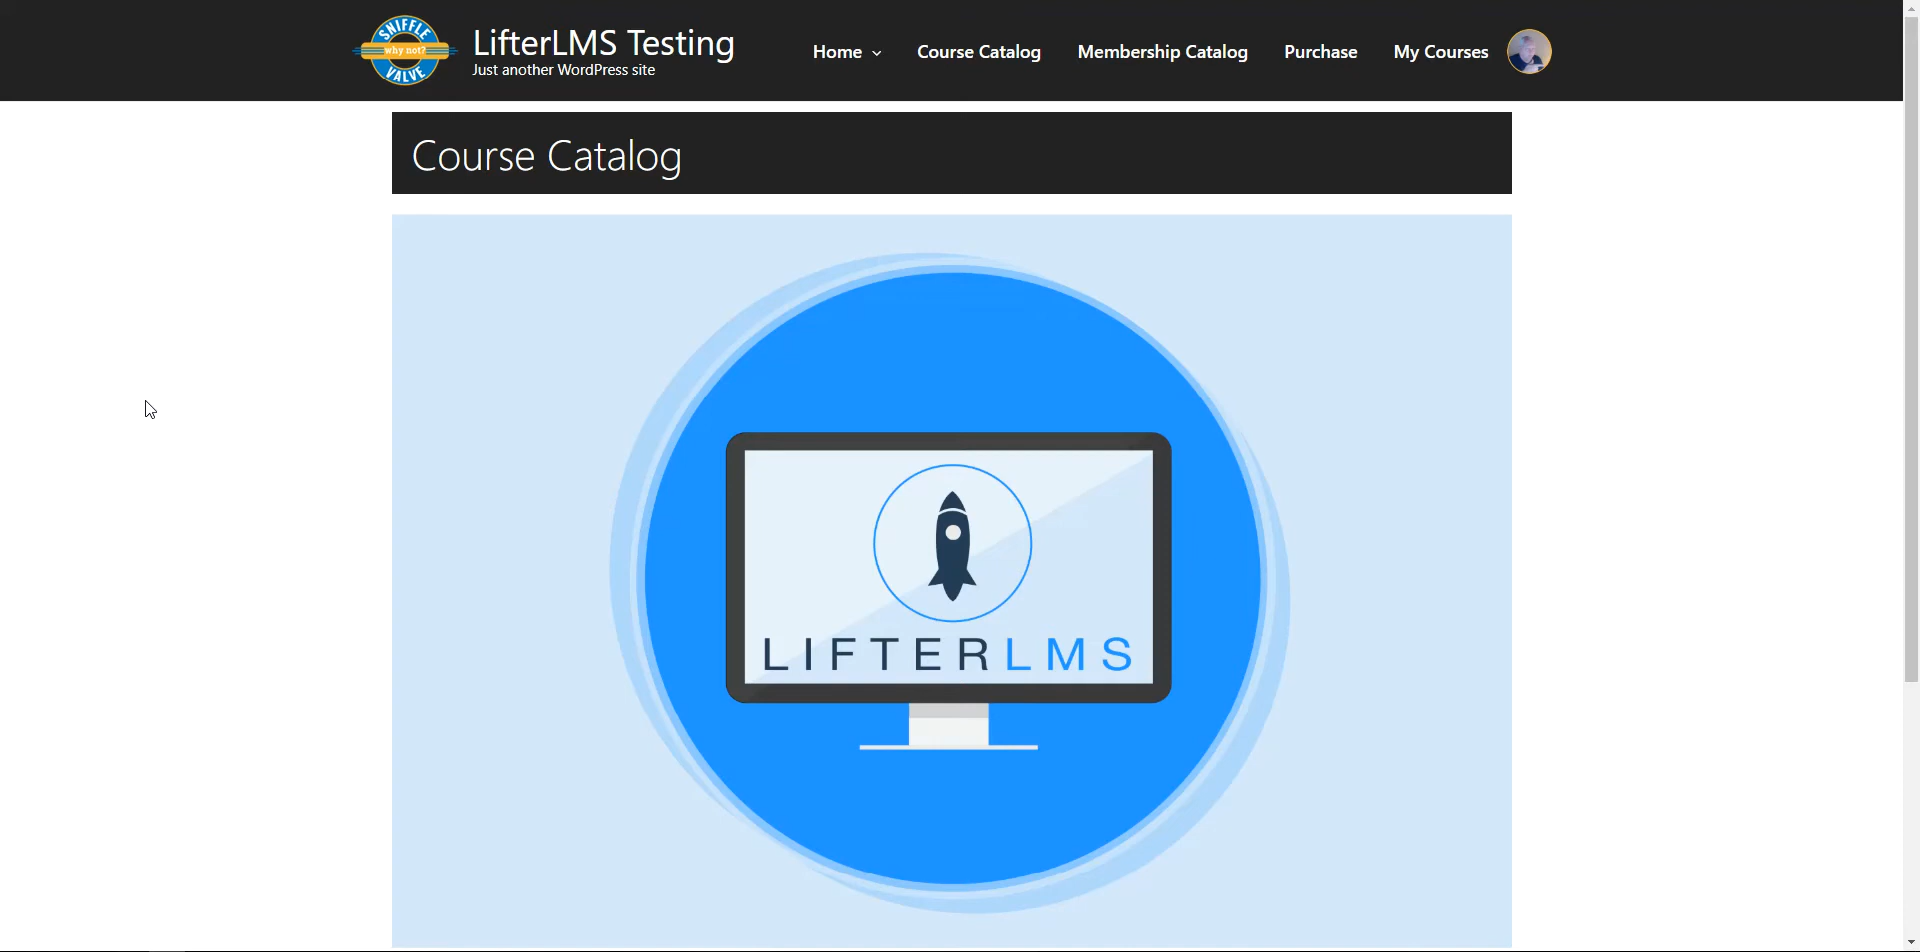 SNIFFLE
why not?
VALVE
LifterLMS Testing
Just another WordPress site
Home
Course Catalog
Membership Catalog
Purchase
My Courses
Course Catalog
LIFTERLMS